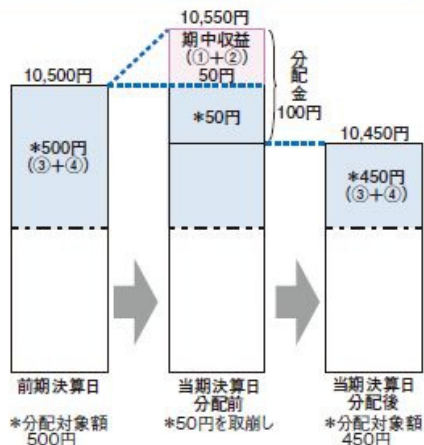 10,550円
期中収益
(①+②)
50円
分配金
100円
10,500円
*50円
10,450円
*500円
(③+④)
*450円
(③+④)
前期決算日
当期決算日
分配前
当期決算日
分配後
*分配対象額
500円
*50円を取崩し
*分配対象額
450円